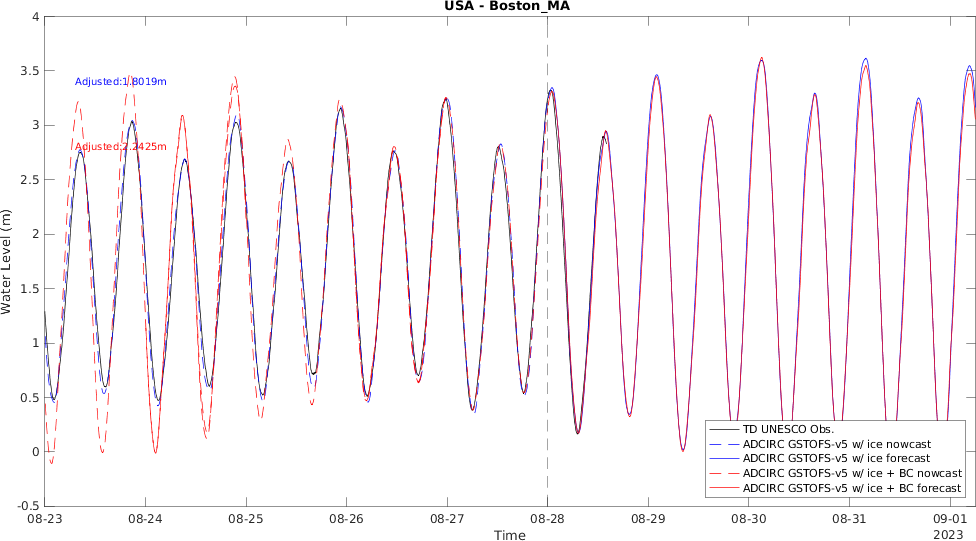 USA - Boston_MA
4
3.5
3
2.5
2
1.5
1
0.5
0
-0.5
Water Level (m)
Adjusted:1.8019m
Adjusted:2.2425m
TD UNESCO Obs.
ADCIRC GSTOFS-v5 w/ ice nowcast
ADCIRC GSTOFS-v5 w/ ice forecast
ADCIRC GSTOFS-v5 w/ ice + BC nowcast
ADCIRC GSTOFS-v5 w/ ice + BC forecast
08-23 08-24 08-25 08-26 08-27 08-28 08-29 08-30 08-31 09-01
2023
Time